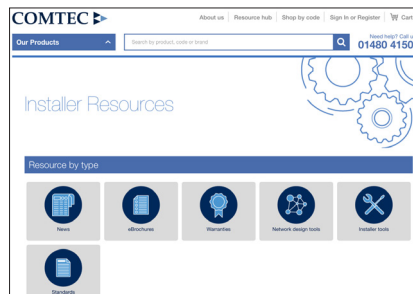 COMTEC
About us
Resource hub
Shop by code
Sign In or Register
Cart
Our Products
Search by product, code or brand
Need help? Call u
01480 4150
Installer Resources
Resource by type
News
eBrochures
Warranties
Network design tools
Installer tools
Standards